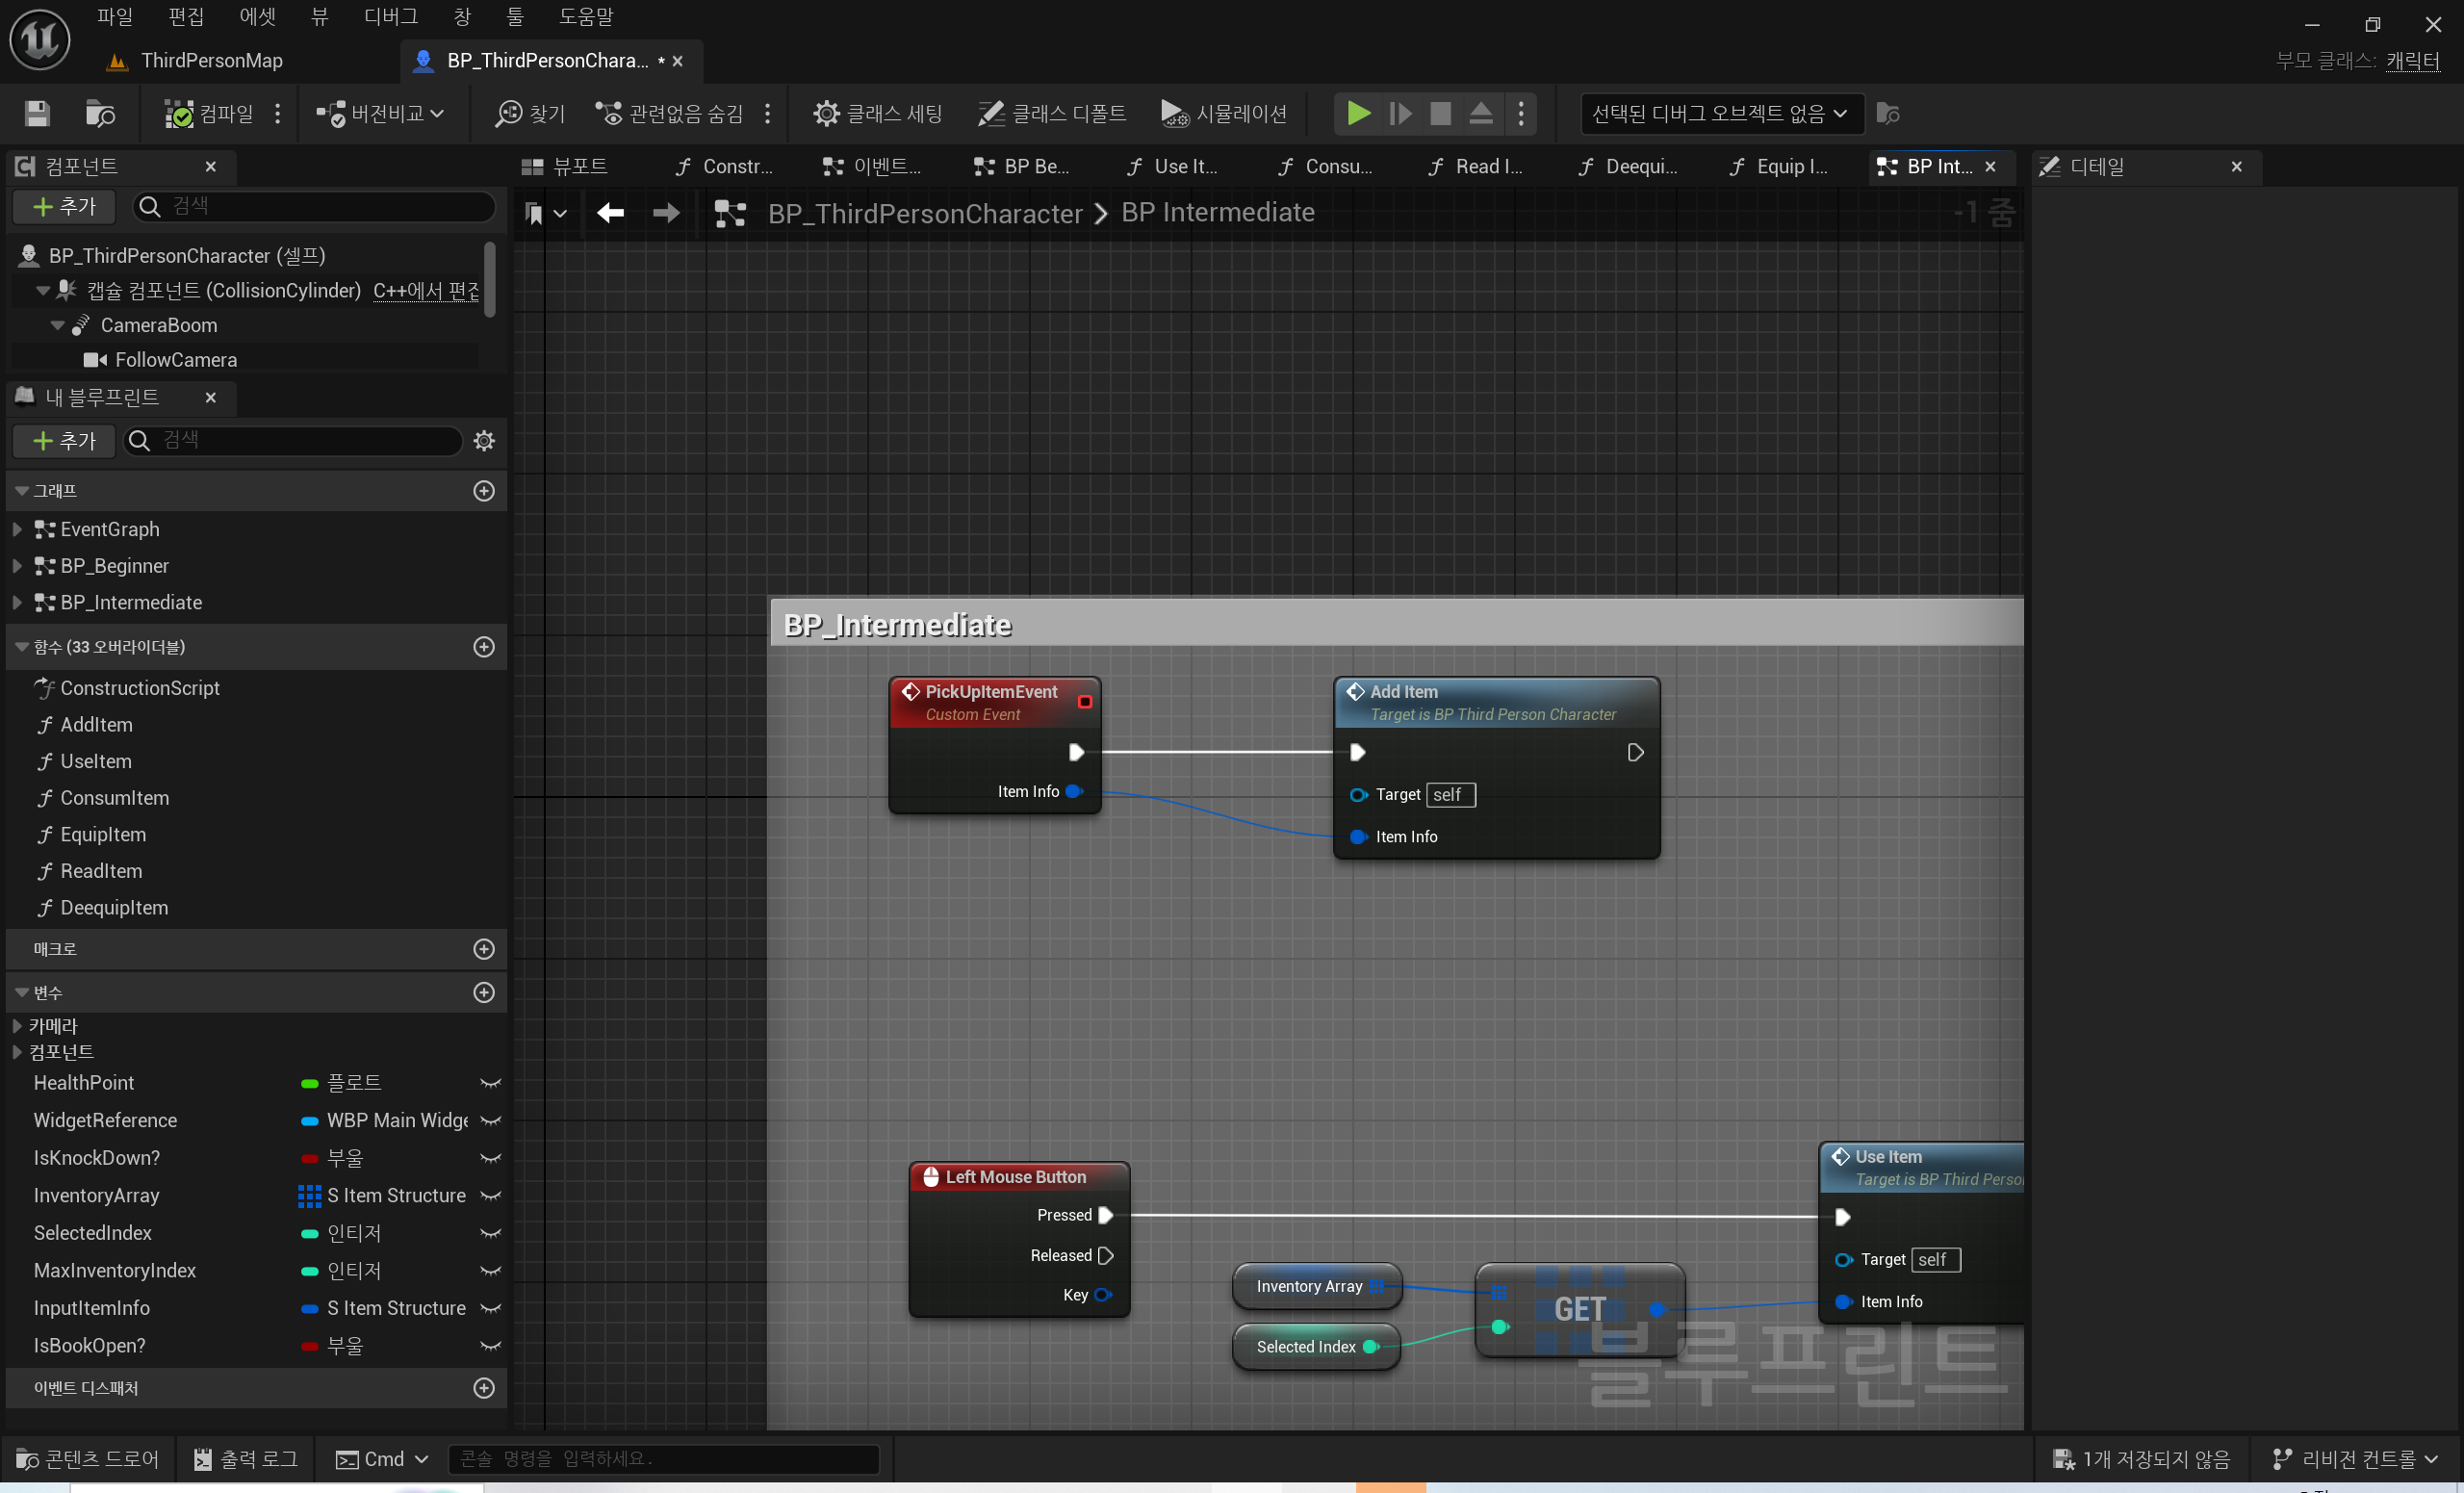 파일 편집 에셋 뷰 디버그 창 툴 도움말
ThirdPersonMap
BP_ThirdPersonChara... *
부모 클래스: 캐릭터
컴파일 버전비교 찾기 관련없음 숨김 클래스 세팅 클래스 디폴트 시뮬레이션 선택된 디버그 오브젝트 없음
컴포넌트
추가 검색
BP_ThirdPersonCharacter (셀프)
캡슐 컴포넌트 (CollisionCylinder) C++에서 편집
CameraBoom
FollowCamera
내 블루프린트
추가 검색
그래프
EventGraph
BP_Beginner
BP_Intermediate
함수 (33 오버라이더블)
ConstructionScript
AddItem
UseItem
ConsumItem
EquipItem
ReadItem
DeequipItem
매크로
변수
카메라
컴포넌트
HealthPoint 플로트
WidgetReference WBP Main Widge
IsKnockDown? 부울
InventoryArray S Item Structure
SelectedIndex 인티저
MaxInventoryIndex 인티저
InputItemInfo S Item Structure
IsBookOpen? 부울
이벤트 디스패처
뷰포트 Constr... 이벤트... BP Be... Use It... Consu... Read I... Deequi... Equip I... BP Int...
BP_ThirdPersonCharacter > BP Intermediate
-1 줌
BP_Intermediate
PickUpItemEvent
Custom Event
Item Info
Add Item
Target is BP Third Person Character
Target self
Item Info
Left Mouse Button
Pressed
Released
Key
Inventory Array
Selected Index
GET
Use Item
Target is BP Third Perso
Target self
Item Info
블루프린트
디테일
콘텐츠 드로어 출력 로그 Cmd 콘솔 명령을 입력하세요.
1개 저장되지 않음 리비전 컨트롤